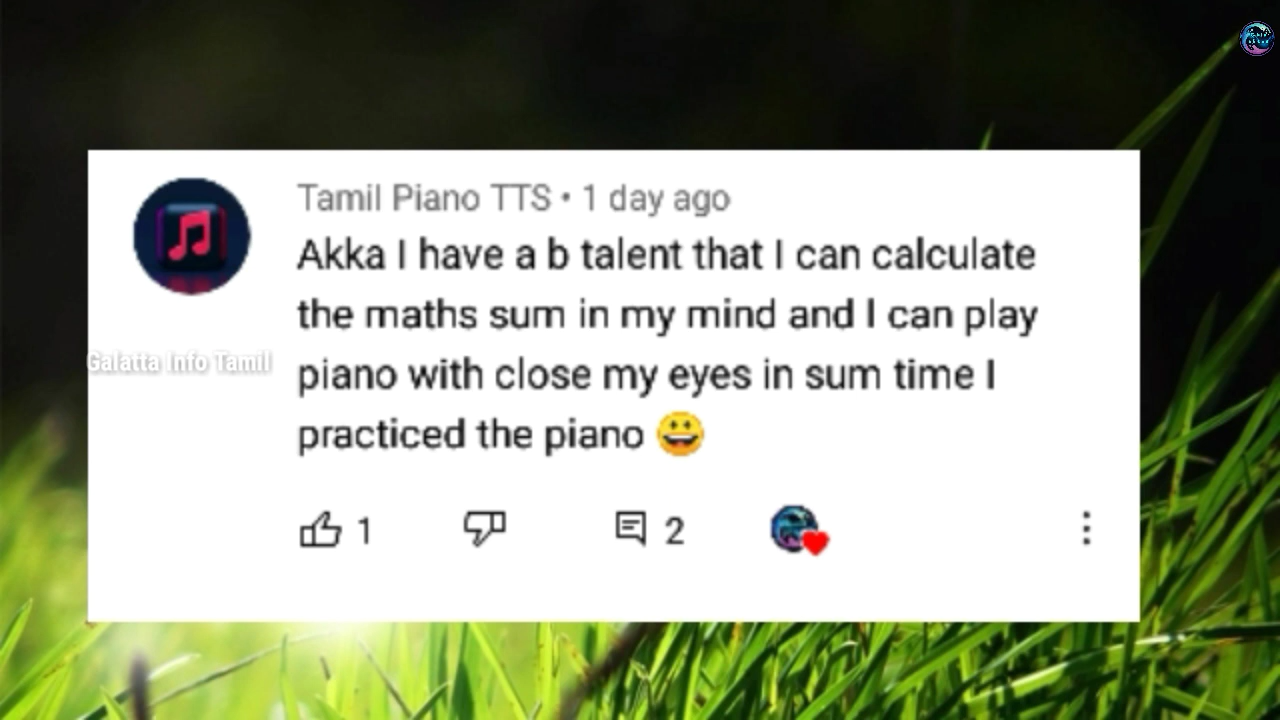 Tamil Piano TTS • 1 day ago
Akka I have a b talent that I can calculate
the maths sum in my mind and I can play
Galatta Info Tamil
piano with close my eyes in sum time I
practiced the piano 😀
1
2